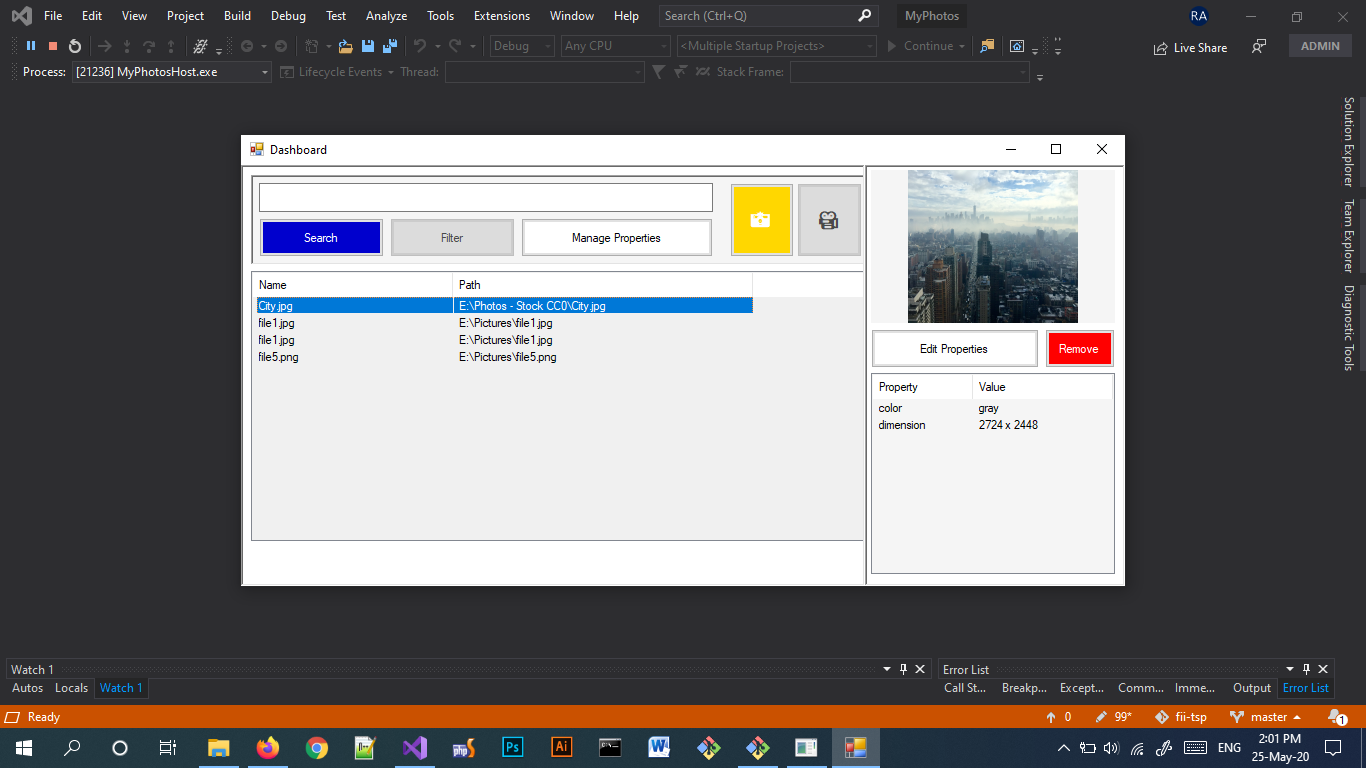 File Edit View Project Build Debug Test Analyze Tools Extensions Window Help Search (Ctrl+Q) MyPhotos RA
Debug Any CPU <Multiple Startup Projects> Continue Live Share ADMIN
Process: [21236] MyPhotosHost.exe Lifecycle Events Thread: Stack Frame:
Solution Explorer
Team Explorer
Diagnostic Tools
Dashboard
Search Filter Manage Properties
Name Path
City.jpg E:\Photos - Stock CC0\City.jpg
file1.jpg E:\Pictures\file1.jpg
file1.jpg E:\Pictures\file1.jpg
file5.png E:\Pictures\file5.png
Edit Properties Remove
Property Value
color gray
dimension 2724 x 2448
Watch 1
Autos Locals Watch 1
Error List
Call St... Breakp... Except... Comm... Imme... Output Error List
Ready 0 99* fii-tsp master 1
php Ps Ai W ENG 2:01 PM
25-May-20